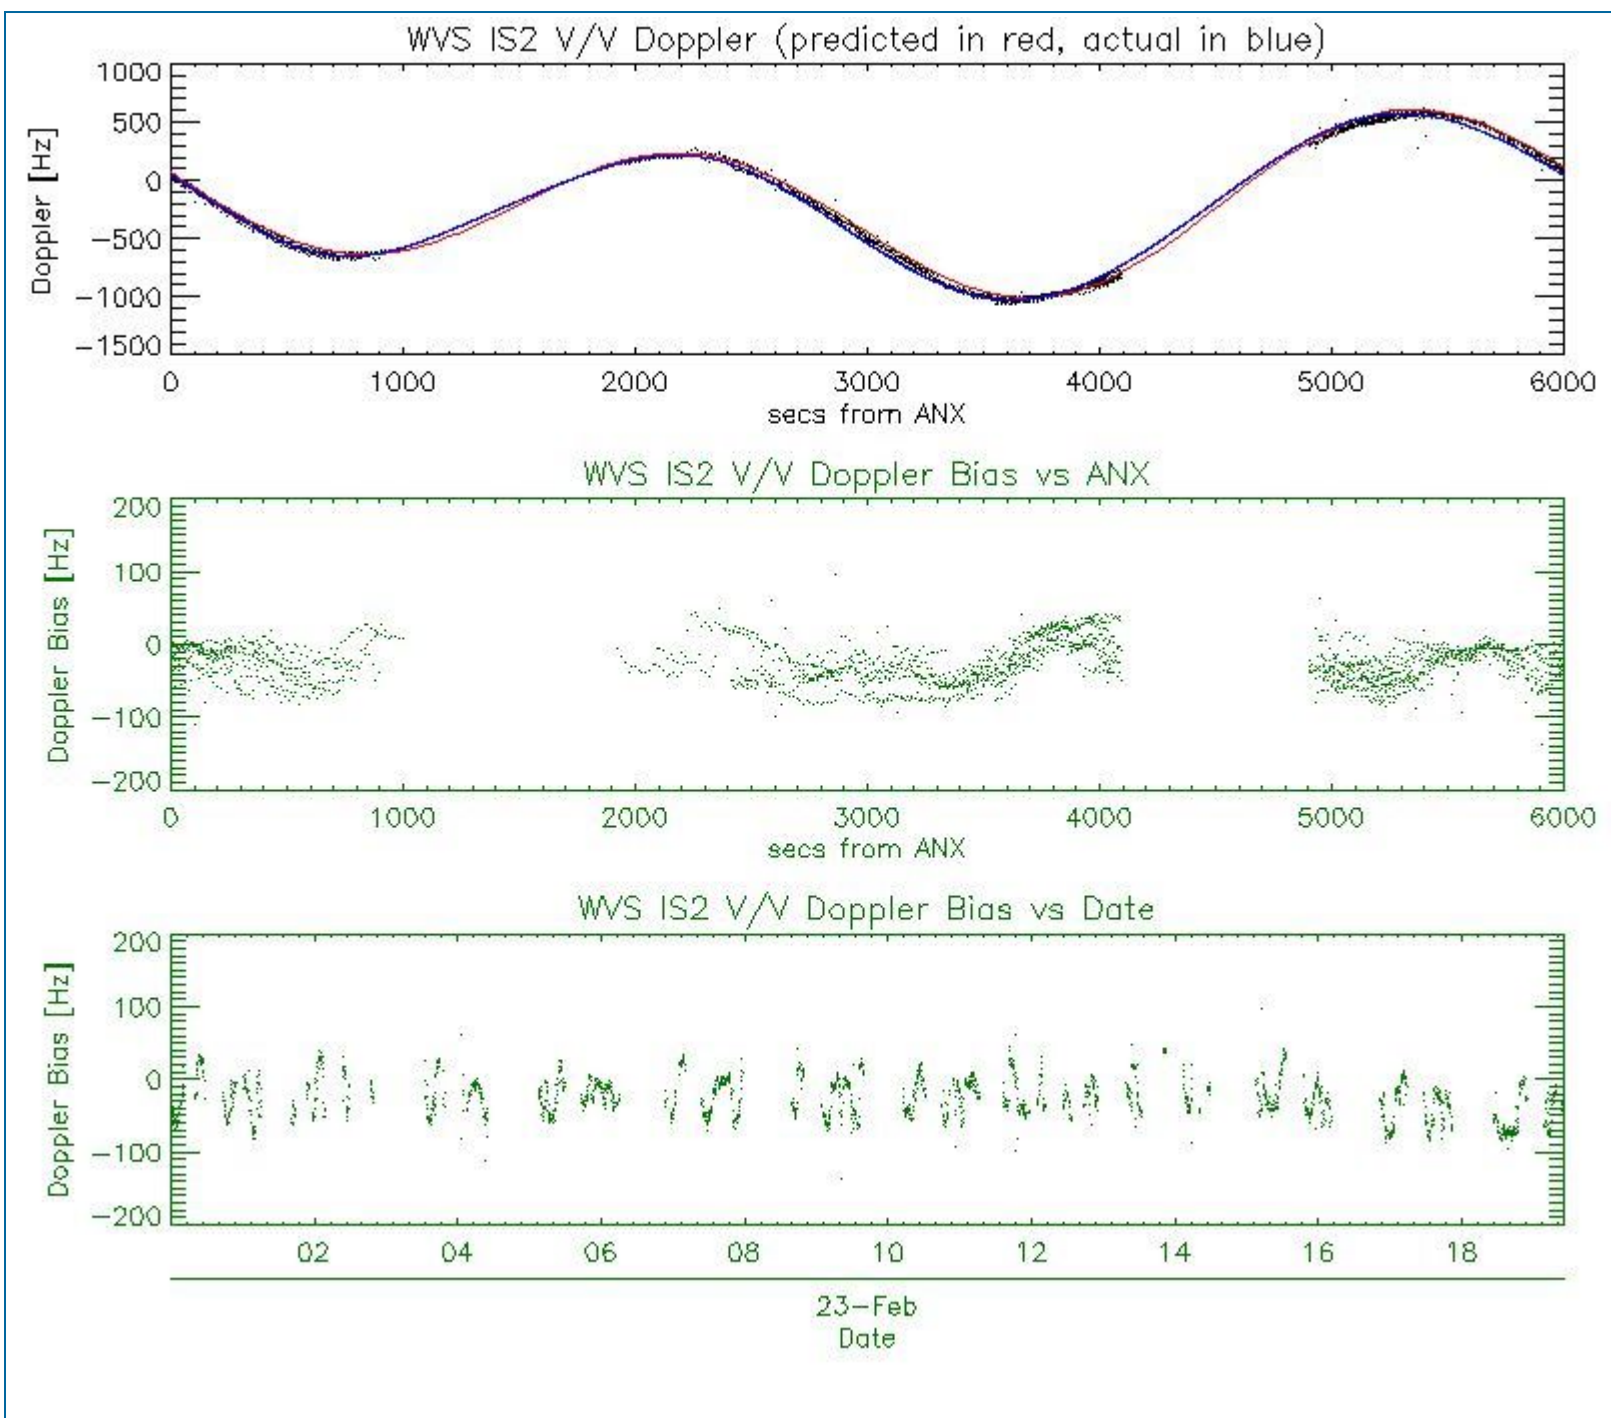 WVS IS2 V/V Doppler (predicted in red, actual in blue)
Doppler [Hz]
1000
500
0
−500
−1000
−1500
0 1000 2000 3000 4000 5000 6000
secs from ANX
WVS IS2 V/V Doppler Bias vs ANX
Doppler Bias [Hz]
200
100
0
−100
−200
0 1000 2000 3000 4000 5000 6000
secs from ANX
WVS IS2 V/V Doppler Bias vs Date
Doppler Bias [Hz]
200
100
0
−100
−200
02 04 06 08 10 12 14 16 18
23−Feb
Date